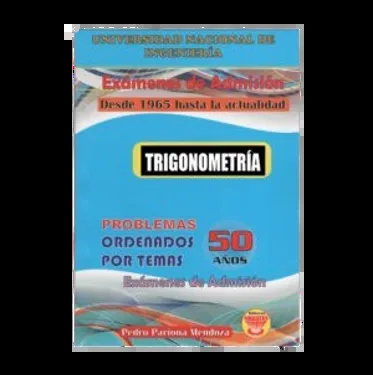 UNIVERSIDAD NACIONAL DE
INGENIERÍA
Exámenes de Admisión
Desde 1965 hasta la actualidad
TRIGONOMETRÍA
PROBLEMAS
ORDENADOS
POR TEMAS
50
AÑOS
Exámenes de Admisión
Pedro Pariona Mendoza